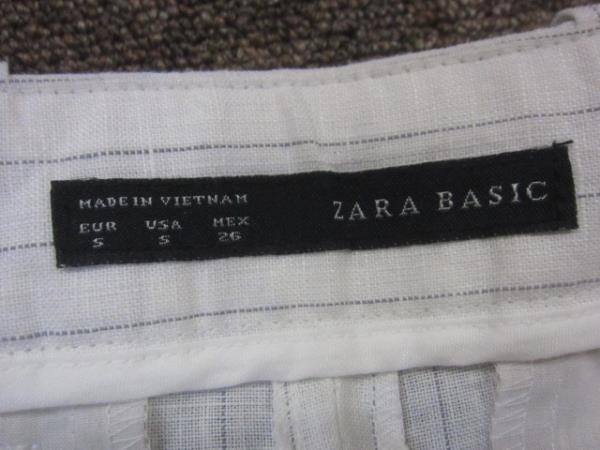 MADE IN VIETNAM
EUR USA MEX
S S 26
ZARA BASIC